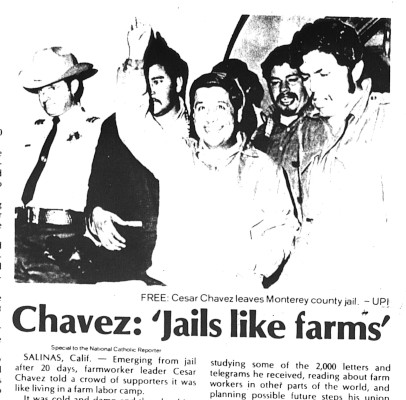 FREE: Cesar Chavez leaves Monterey county jail. – UPI
Chavez: 'Jails like farms'
Special to the National Catholic Reporter
SALINAS, Calif. — Emerging from jail
after 20 days, farmworker leader Cesar
Chavez told a crowd of supporters it was
like living in a farm labor camp.
It was cold and damp and the
studying some of the 2,000 letters and
telegrams he received, reading about farm
workers in other parts of the world, and
planning possible future steps his union